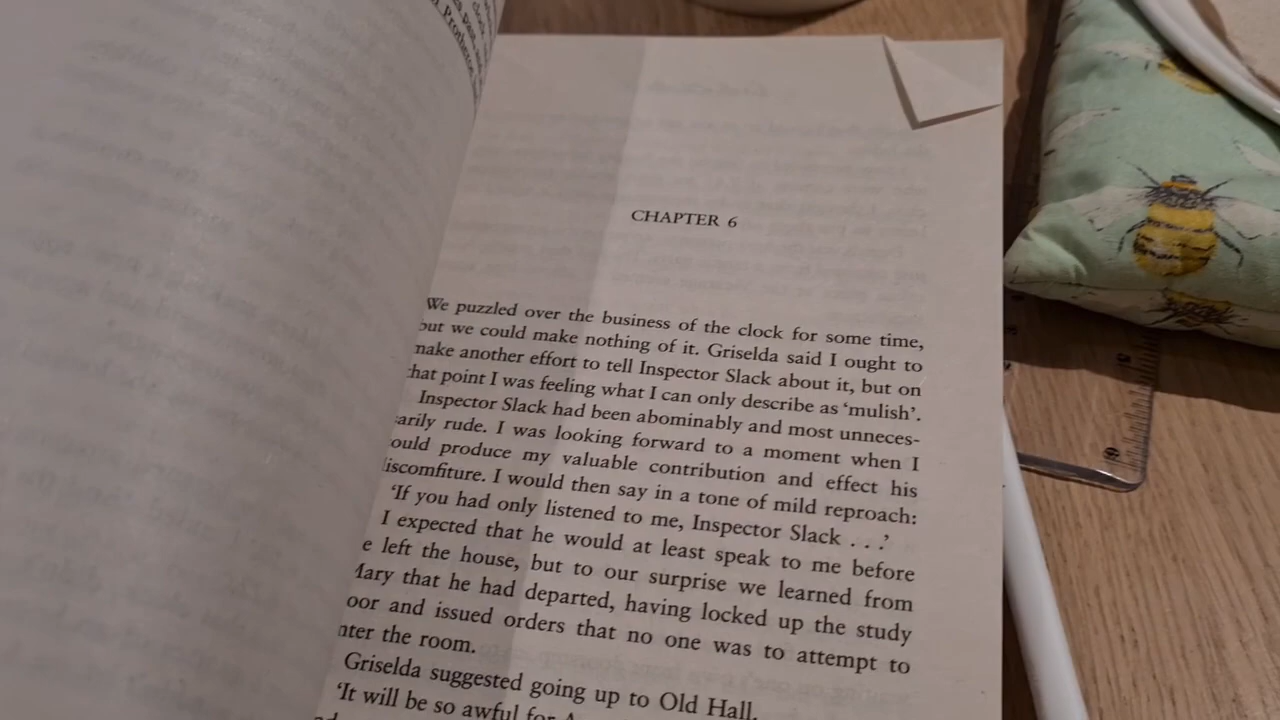 Prothero
CHAPTER 6
We puzzled over the business of the clock for some time,
but we could make nothing of it. Griselda said I ought to
make another effort to tell Inspector Slack about it, but on
that point I was feeling what I can only describe as ‘mulish’.
Inspector Slack had been abominably and most unneces-
sarily rude. I was looking forward to a moment when I
ould produce my valuable contribution and effect his
discomfiture. I would then say in a tone of mild reproach:
‘If you had only listened to me, Inspector Slack . . .’
I expected that he would at least speak to me before
e left the house, but to our surprise we learned from
Mary that he had departed, having locked up the study
oor and issued orders that no one was to attempt to
nter the room.
Griselda suggested going up to Old Hall.
‘It will be so awful for